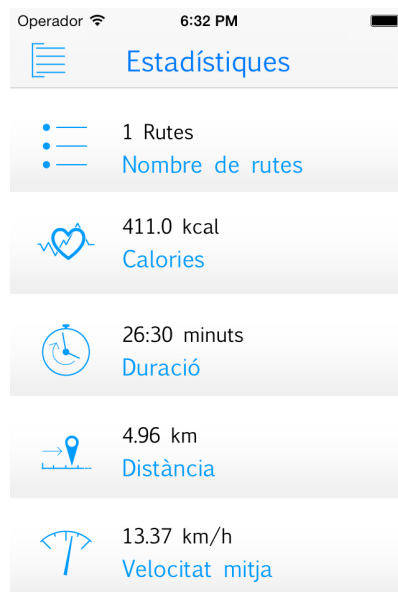 Operador 6:32 PM
Estadístiques
1 Rutes
Nombre de rutes
411.0 kcal
Calories
26:30 minuts
Duració
4.96 km
Distància
13.37 km/h
Velocitat mitja